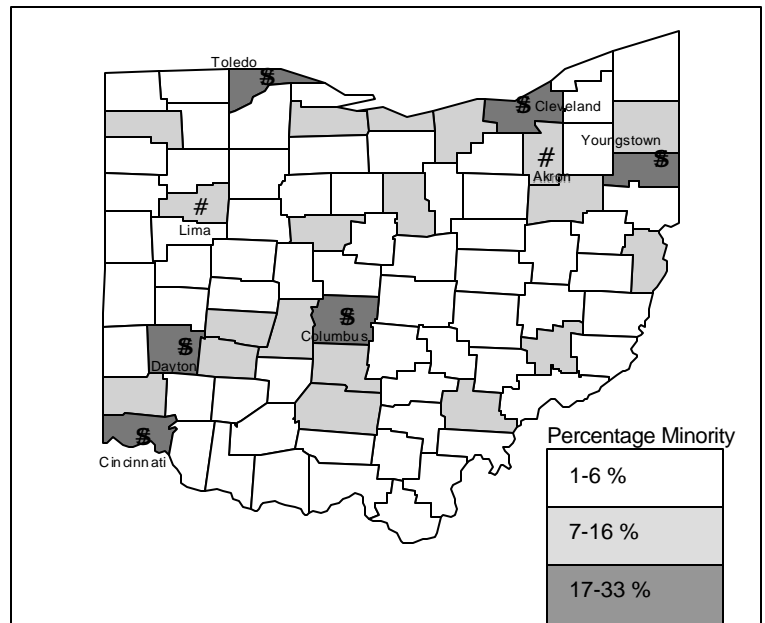 Toledo
Cleveland
Youngstown
#
Akron
#
Lima
Columbus
Dayton
Cincinnati
Percentage Minority
1-6 %
7-16 %
17-33 %